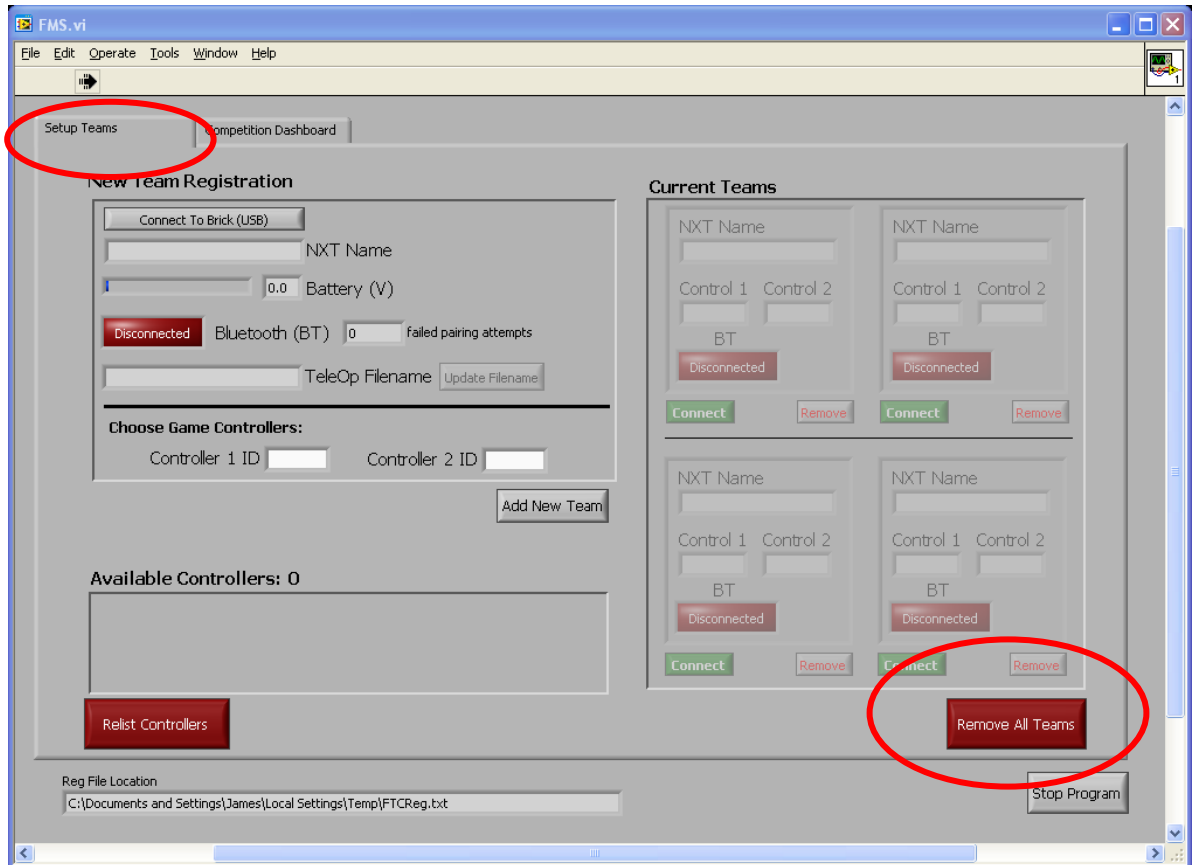 FMS.vi
File Edit Operate Tools Window Help
1
Setup Teams
Competition Dashboard
New Team Registration
Connect To Brick (USB)
NXT Name
0.0 Battery (V)
Disconnected Bluetooth (BT) 0 failed pairing attempts
TeleOp Filename Update Filename
Choose Game Controllers:
Controller 1 ID Controller 2 ID
Add New Team
Available Controllers: 0
Relist Controllers
Current Teams
NXT Name NXT Name
Control 1 Control 2 Control 1 Control 2
BT BT
Disconnected Disconnected
Connect Remove Connect Remove
NXT Name NXT Name
Control 1 Control 2 Control 1 Control 2
BT BT
Disconnected Disconnected
Connect Remove Connect Remove
Remove All Teams
Reg File Location
C:\Documents and Settings\James\Local Settings\Temp\FTCReg.txt
Stop Program